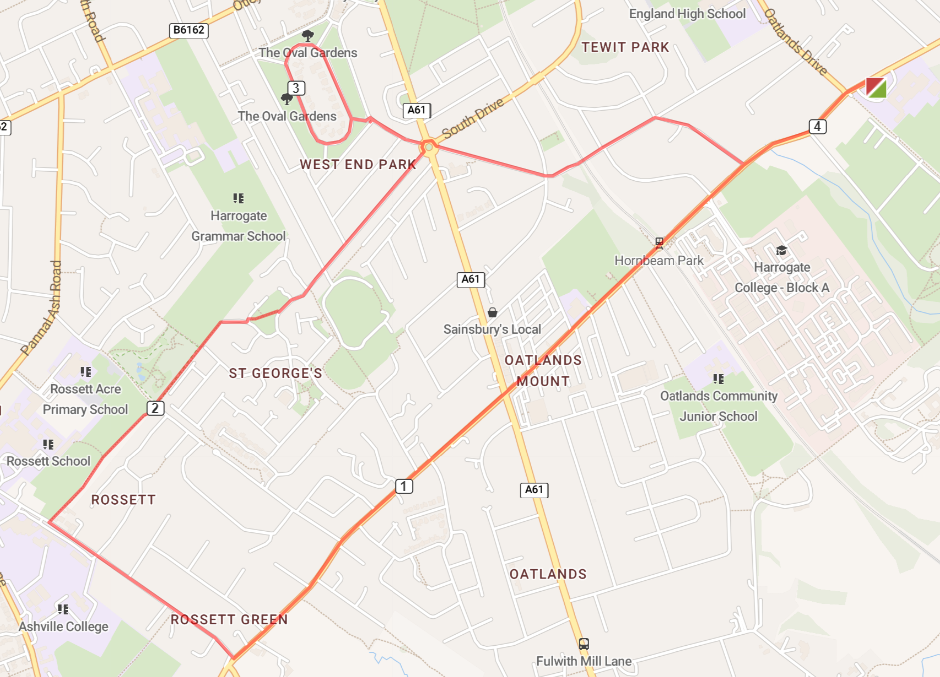 England High School
B6162
Oatlands Drive
TEWIT PARK
The Oval Gardens
3
The Oval Gardens
A61
South Drive
4
WEST END PARK
Harrogate
Grammar School
Hornbeam Park
Harrogate
College - Block A
A61
Pannal Ash Road
Sainsbury's Local
OATLANDS
MOUNT
ST GEORGE'S
Rossett Acre
Primary School
2
Oatlands Community
Junior School
Rossett School
ROSSETT
1
A61
OATLANDS
Ashville College
ROSSETT GREEN
Fulwith Mill Lane